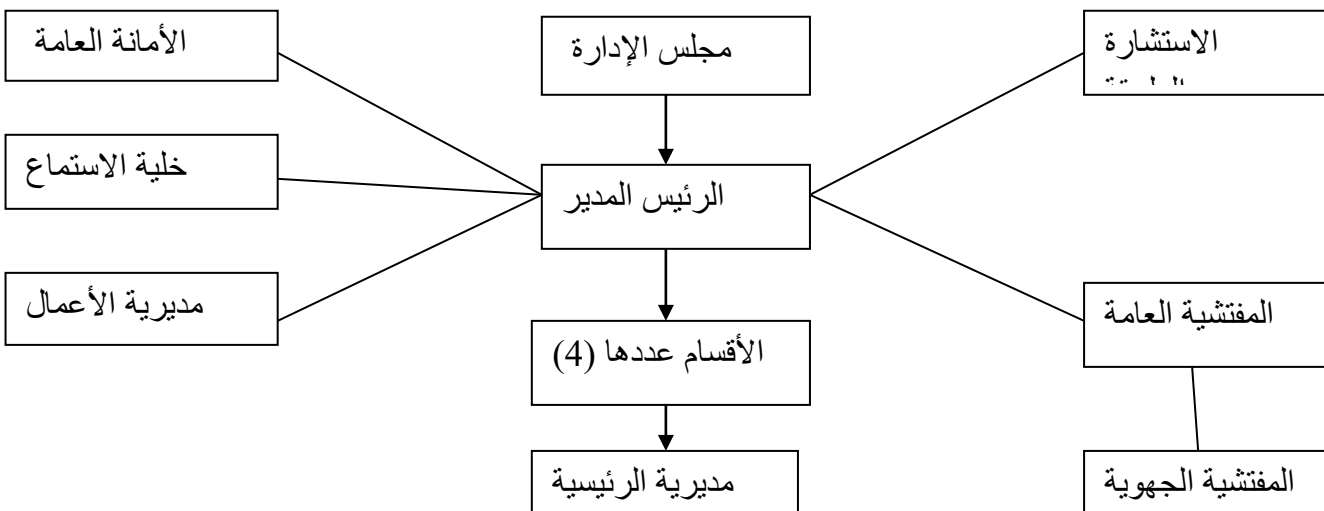 الاستشارة
مجلس الإدارة
الأمانة العامة
الرئيس المدير
خلية الاستماع
المفتشية العامة
الأقسام عددها (4)
مديرية الأعمال
المفتشية الجهوية
مديرية الرئيسية